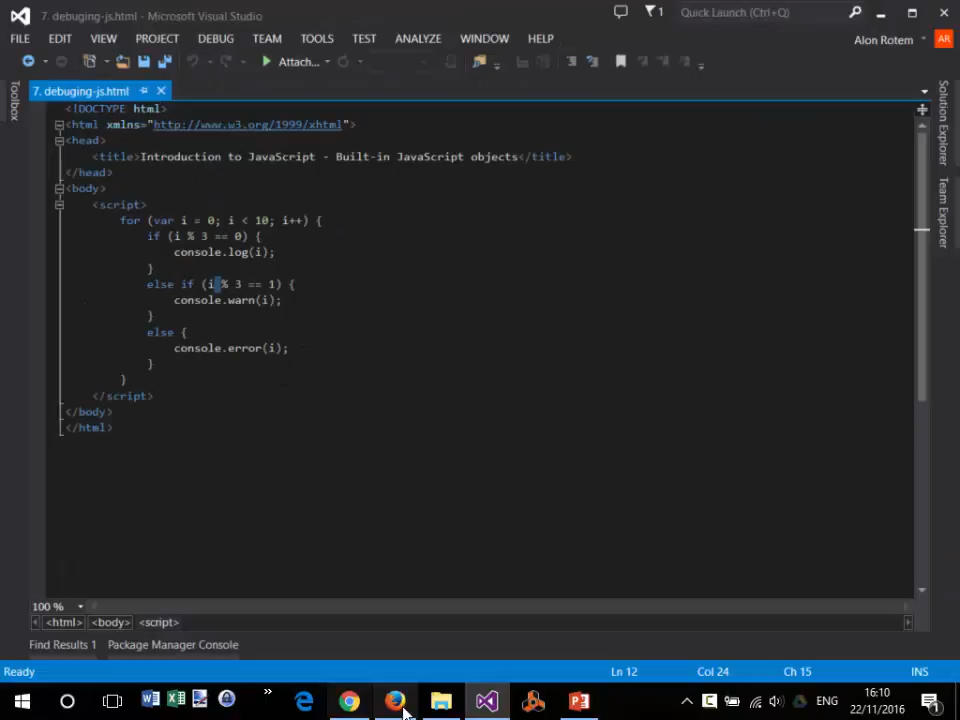 7. debuging-js.html - Microsoft Visual Studio
1
Quick Launch (Ctrl+Q)
FILE EDIT VIEW PROJECT DEBUG TEAM TOOLS TEST ANALYZE WINDOW HELP
Alon Rotem
AR
Attach...
Toolbox
7. debuging-js.html
Solution Explorer
Team Explorer
<!DOCTYPE html>
<html xmlns="http://www.w3.org/1999/xhtml">
<head>
<title>Introduction to JavaScript - Built-in JavaScript objects</title>
</head>
<body>
<script>
for (var i = 0; i < 10; i++) {
if (i % 3 == 0) {
console.log(i);
}
else if (i % 3 == 1) {
console.warn(i);
}
else {
console.error(i);
}
}
</script>
</body>
</html>
100 %
<html> <body> <script>
Find Results 1 Package Manager Console
Ready
Ln 12 Col 24 Ch 15 INS
ENG
16:10
22/11/2016
1